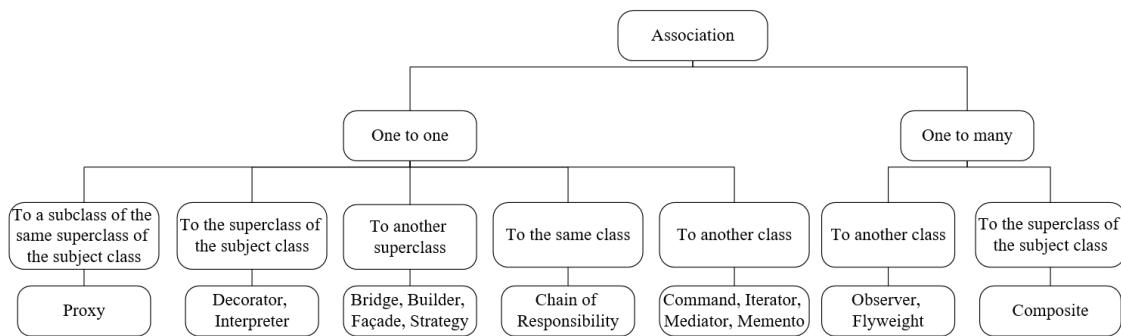 Association
One to one
One to many
To a subclass of the
same superclass of
the subject class
To the superclass of
the subject class
To another
superclass
To the same class
To another class
To another class
To the superclass of
the subject class
Proxy
Decorator,
Interpreter
Bridge, Builder,
Façade, Strategy
Chain of
Responsibility
Command, Iterator,
Mediator, Memento
Observer,
Flyweight
Composite